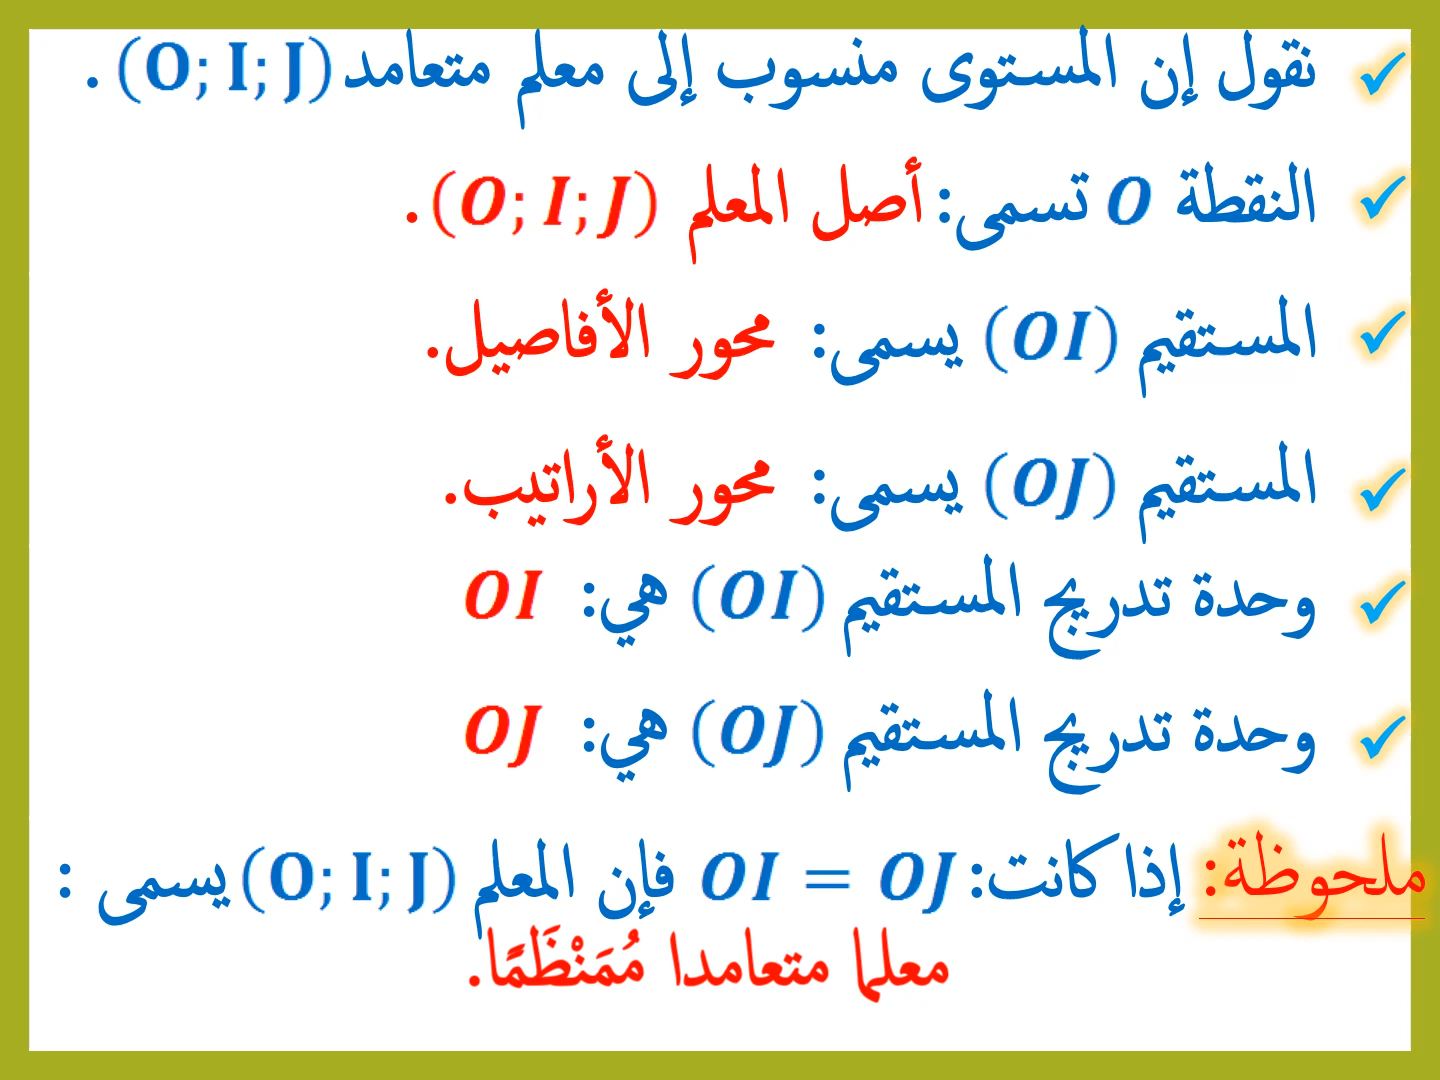 ✓ نقول إن المستوى منسوب إلى معلم متعامد (O; I; J) .
✓ النقطة O تسمى: أصل المعلم (O; I; J) .
✓ المستقيم (OI) يسمى: محور الأفاصيل.
✓ المستقيم (OJ) يسمى: محور الأراتيب.
✓ وحدة تدريج المستقيم (OI) هي: OI
✓ وحدة تدريج المستقيم (OJ) هي: OJ
ملحوظة: إذا كانت: OI = OJ فإن المعلم (O; I; J) يسمى :
معلما متعامدا مُمَنْظَمًا.